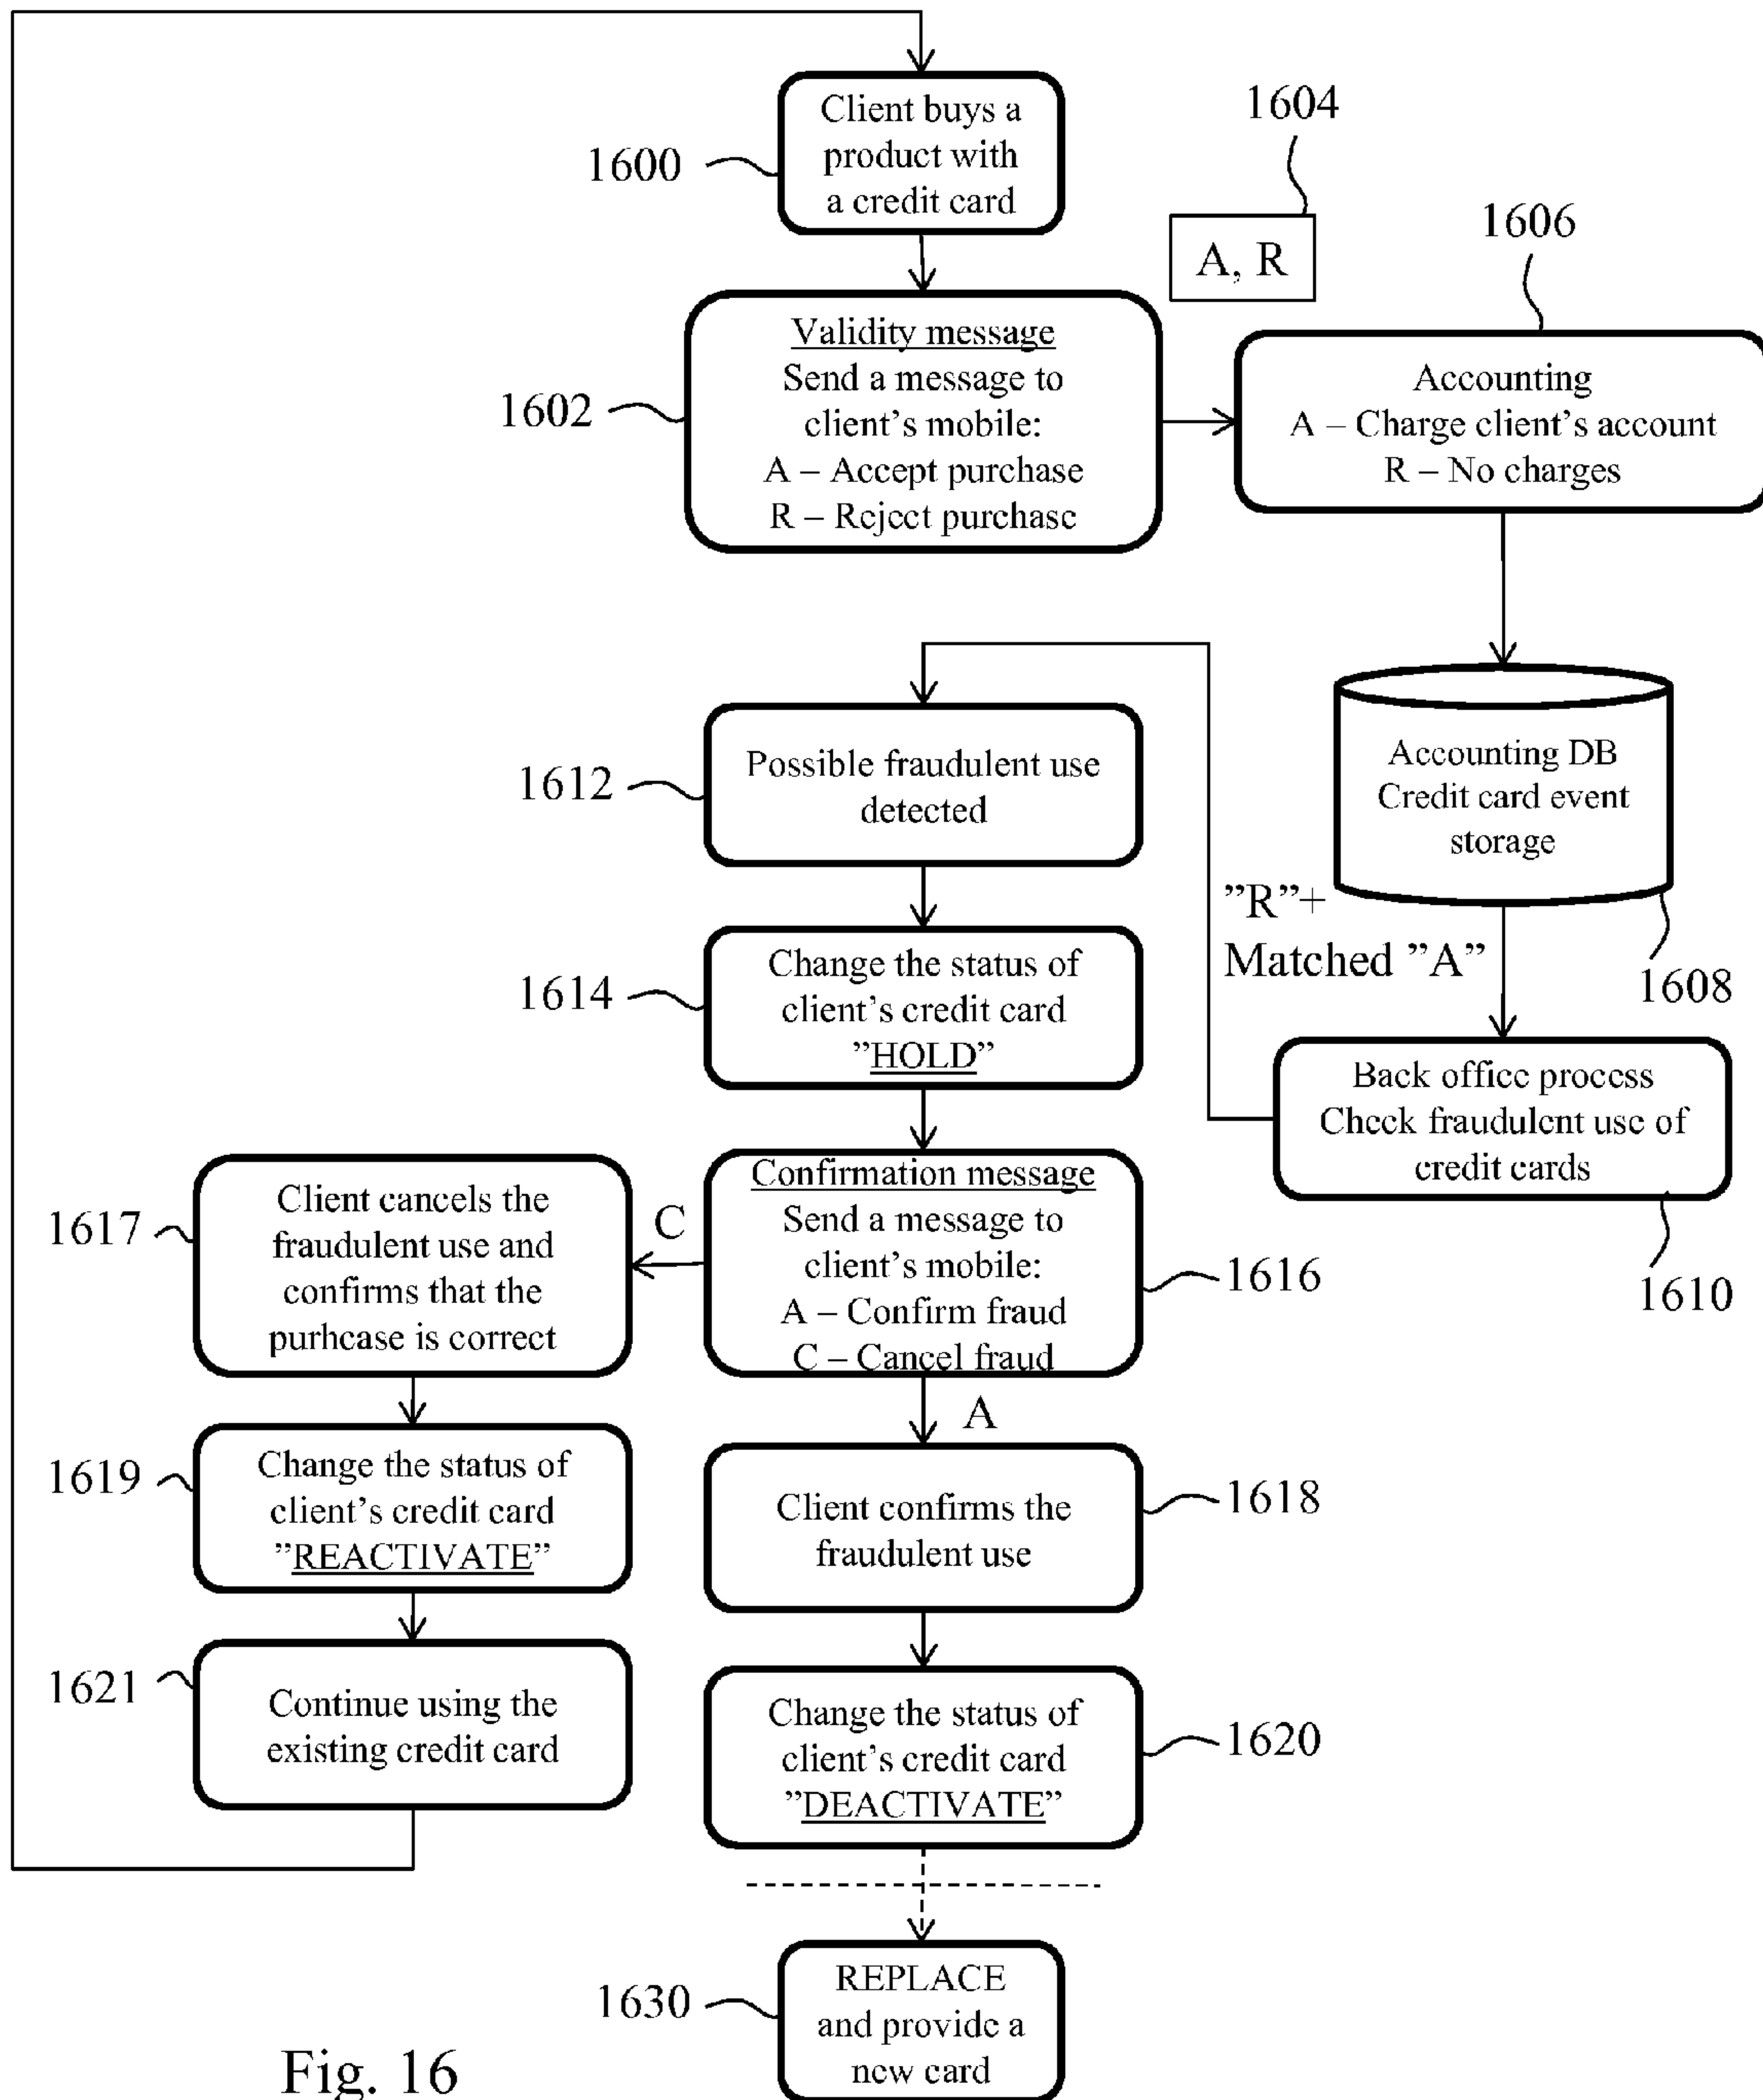 Client buys a
product with
a credit card
1600
1604
A, R
1606
Validity message
Send a message to
client's mobile:
A – Accept purchase
R – Reject purchase
1602
Accounting
A – Charge client's account
R – No charges
Accounting DB
Credit card event
storage
1608
Possible fraudulent use
detected
1612
"R"+
Matched "A"
Change the status of
client's credit card
"HOLD"
1614
Back office process
Check fraudulent use of
credit cards
1610
Confirmation message
Send a message to
client's mobile:
A – Confirm fraud
C – Cancel fraud
1616
C
Client cancels the
fraudulent use and
confirms that the
purhcase is correct
1617
A
Change the status of
client's credit card
"REACTIVATE"
1619
Client confirms the
fraudulent use
1618
Continue using the
existing credit card
1621
Change the status of
client's credit card
"DEACTIVATE"
1620
REPLACE
and provide a
new card
1630
Fig. 16